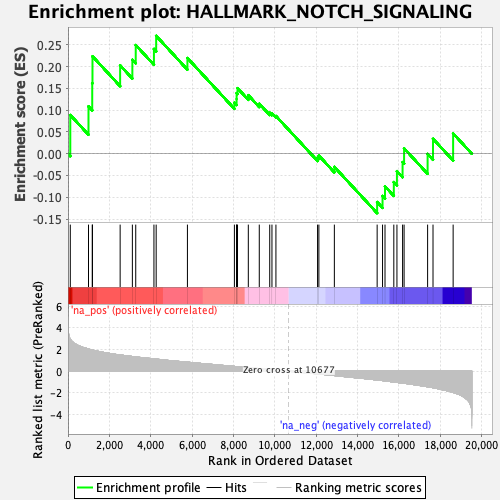 Enrichment plot: HALLMARK_NOTCH_SIGNALING
Enrichment score (ES)
0.25
0.20
0.15
0.10
0.05
0.00
-0.05
-0.10
-0.15
'na_pos' (positively correlated)
Ranked list metric (PreRanked)
6
4
2
0
-2
-4
Zero cross at 10677
'na_neg' (negatively correlated)
0
2,000
4,000
6,000
8,000
10,000
12,000
14,000
16,000
18,000
20,000
Rank in Ordered Dataset
Enrichment profile
Hits
Ranking metric scores